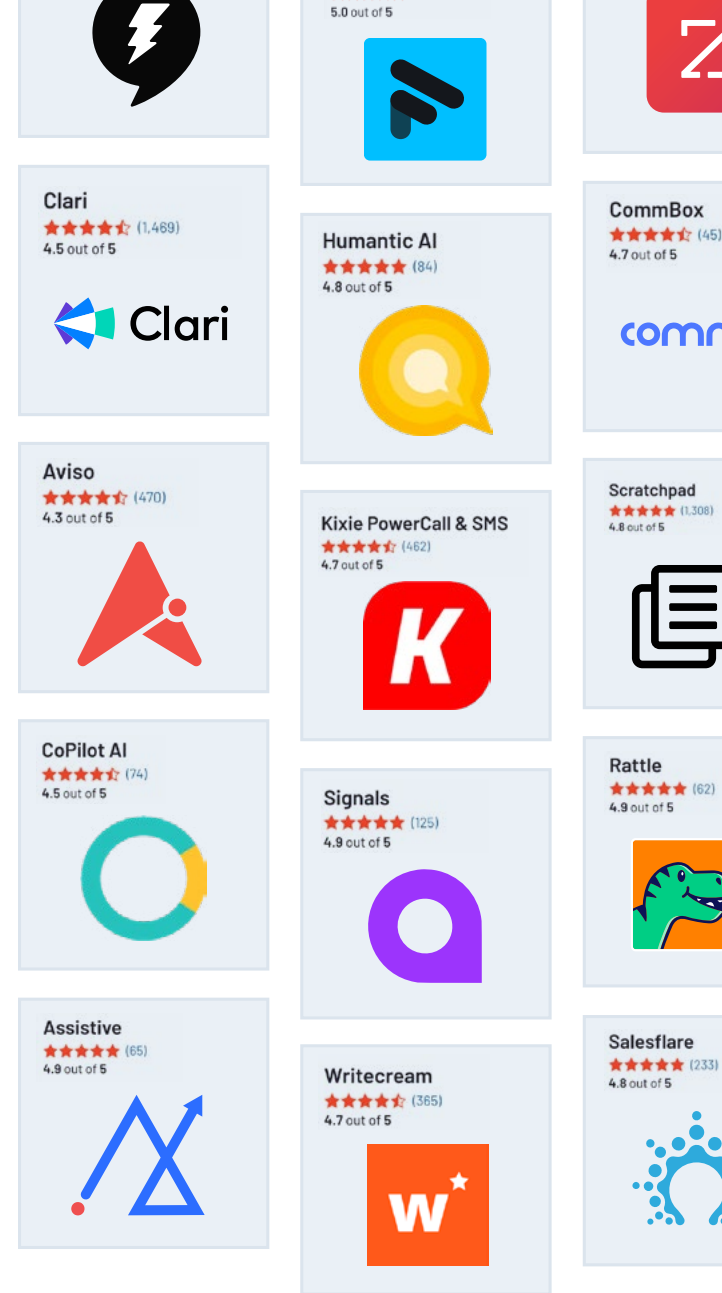 Clari
(1,469)
4.5 out of 5
Clari
Aviso
(470)
4.3 out of 5
CoPilot AI
(74)
4.5 out of 5
Assistive
(65)
4.9 out of 5
5.0 out of 5
Humantic AI
(84)
4.8 out of 5
Kixie PowerCall & SMS
(462)
4.7 out of 5
K
Signals
(125)
4.9 out of 5
Writecream
(365)
4.7 out of 5
w
Z
CommBox
(45)
4.7 out of 5
Scratchpad
(1,308)
4.8 out of 5
Rattle
(62)
4.9 out of 5
Salesflare
(233)
4.8 out of 5